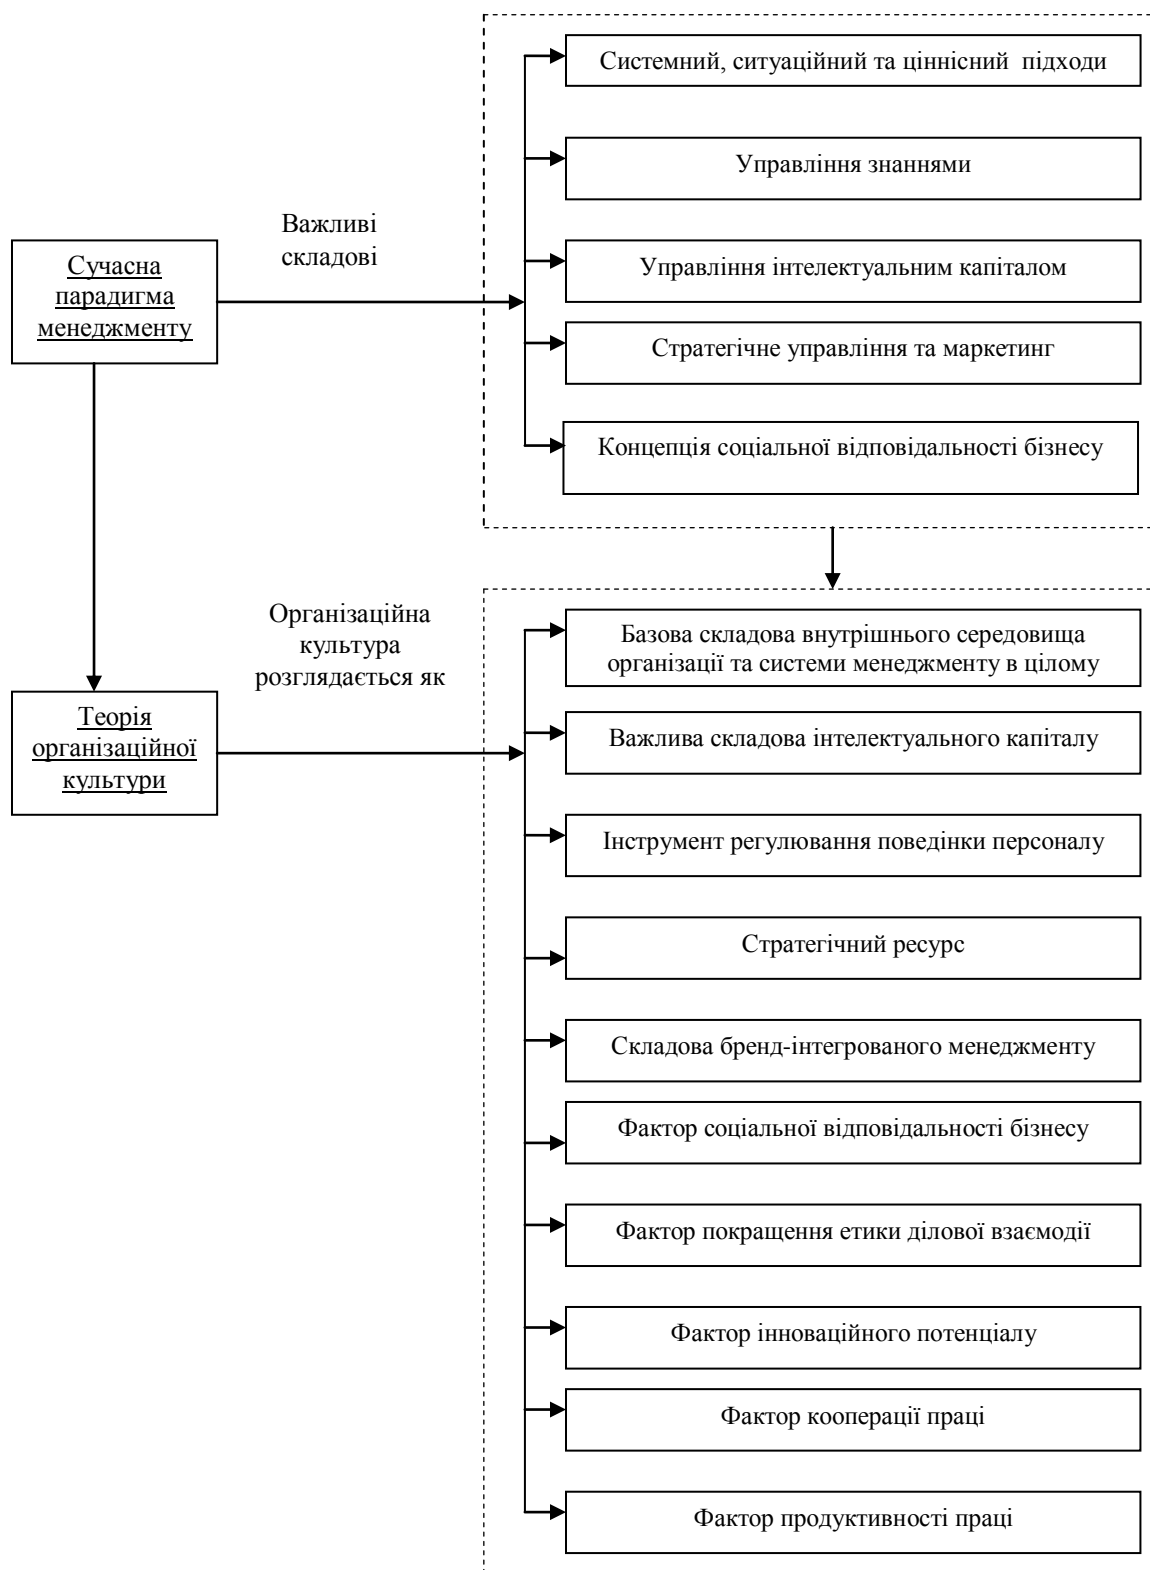 Системний, ситуаційний та ціннісний підходи
Управління знаннями
Важливі
складові
Сучасна
парадигма
менеджменту
Управління інтелектуальним капіталом
Стратегічне управління та маркетинг
Концепція соціальної відповідальності бізнесу
Організаційна
культура
розглядається як
Базова складова внутрішнього середовища
організації та системи менеджменту в цілому
Теорія
організаційної
культури
Важлива складова інтелектуального капіталу
Інструмент регулювання поведінки персоналу
Стратегічний ресурс
Складова бренд-інтегрованого менеджменту
Фактор соціальної відповідальності бізнесу
Фактор покращення етики ділової взаємодії
Фактор інноваційного потенціалу
Фактор кооперації праці
Фактор продуктивності праці